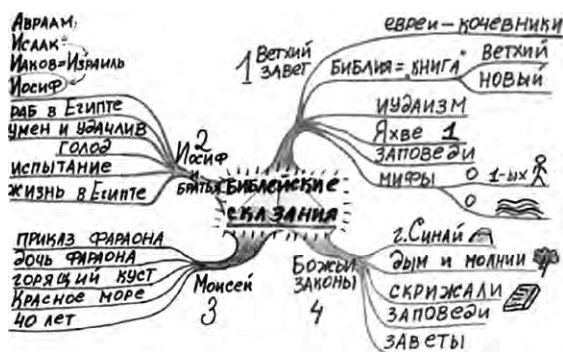 БИБЛЕЙСКИЕ
СКАЗАНИЯ
1 ВЕТХИЙ
ЗАВЕТ
ЕВРЕИ-КОЧЕВНИКИ
БИБЛИЯ=„КНИГА"
ВЕТХИЙ
НОВЫЙ
ИУДАИЗМ
ЯХВЕ 1
ЗАПОВЕДИ
МИФЫ
О 1-ЫХ
О
2
ИОСИФ
И
БРАТЬЯ
АВРААМ
ИСААК
ИАКОВ=ИЗРАИЛЬ
ИОСИФ
РАБ В ЕГИПТЕ
УМЕН И УДАЧЛИВ
ГОЛОД
ИСПЫТАНИЕ
ЖИЗНЬ В ЕГИПТЕ
МОИСЕЙ
3
ПРИКАЗ ФАРАОНА
ДОЧЬ ФАРАОНА
ГОРЯЩИЙ КУСТ
КРАСНОЕ МОРЕ
40 ЛЕТ
БОЖЬИ
ЗАКОНЫ
4
Г. СИНАЙ
ДЫМ И МОЛНИИ
СКРИЖАЛИ
ЗАПОВЕДИ
ЗАВЕТЫ